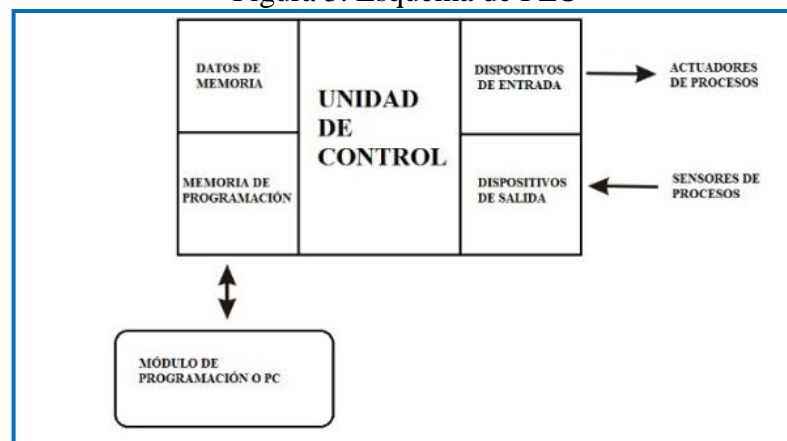 DATOS DE
MEMORIA
UNIDAD
DE
CONTROL
DISPOSITIVOS
DE ENTRADA
ACTUADORES
DE PROCESOS
MEMORIA DE
PROGRAMACIÓN
DISPOSITIVOS
DE SALIDA
SENSORES DE
PROCESOS
MÓDULO DE
PROGRAMACIÓN O PC